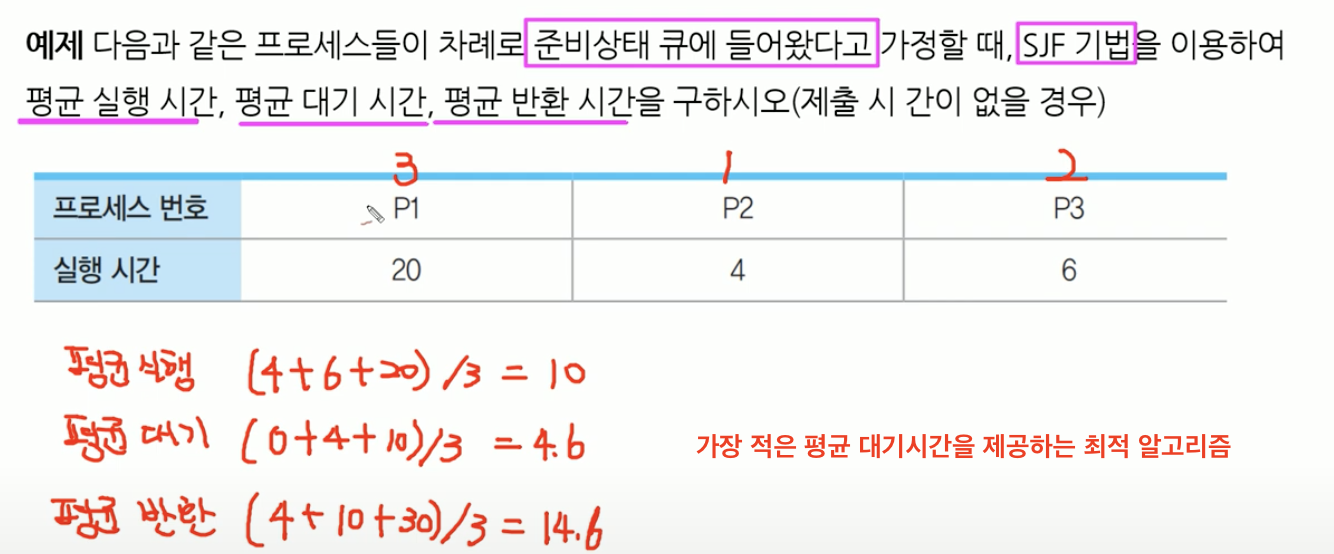 예제 다음과 같은 프로세스들이 차례로 준비상태 큐에 들어왔다고 가정할 때, SJF 기법을 이용하여
평균 실행 시간, 평균 대기 시간, 평균 반환 시간을 구하시오(제출 시 간이 없을 경우)
3 1 2
프로세스 번호 P1 P2 P3
실행 시간 20 4 6
평균 실행 (4+6+20)/3 = 10
평균 대기 (0+4+10)/3 = 4.6
가장 적은 평균 대기시간을 제공하는 최적 알고리즘
평균 반환 (4+10+30)/3 = 14.6